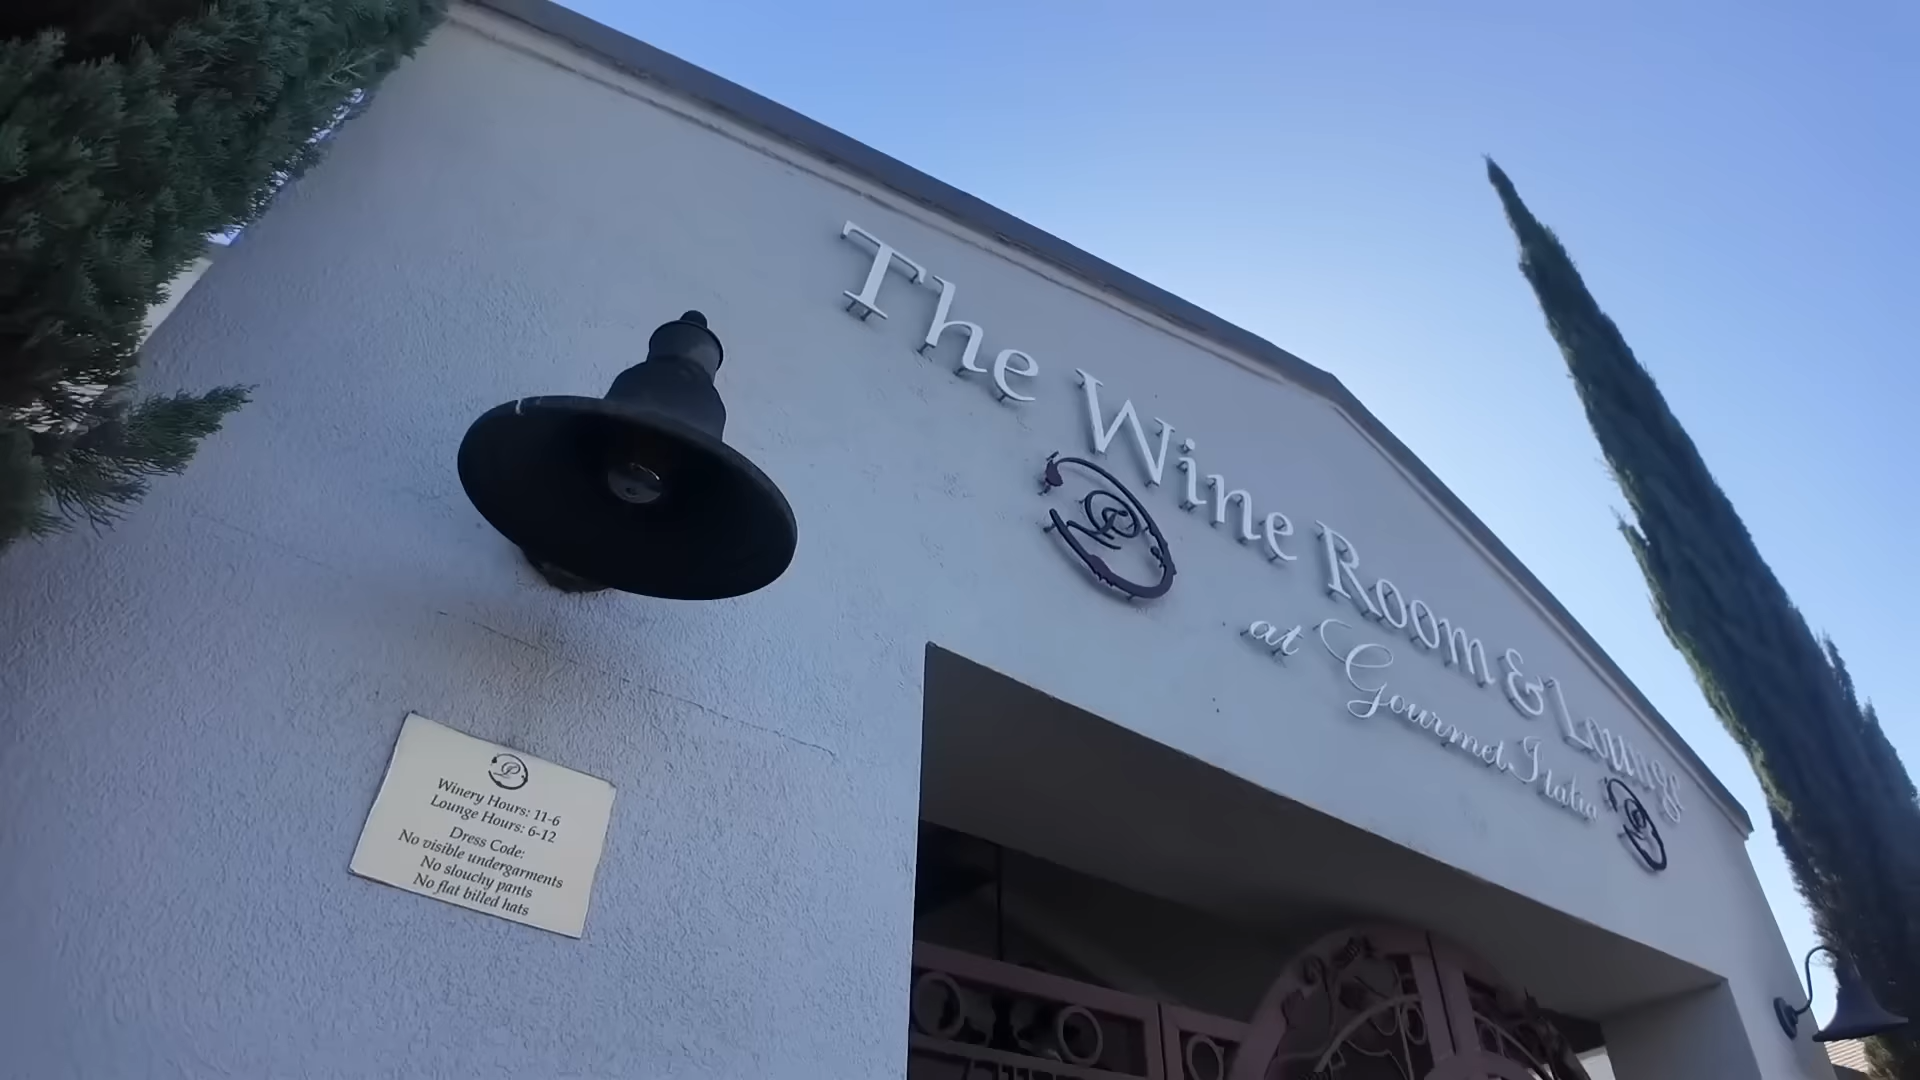 The Wine Room & Lounge
at Gourmet Italia
Winery Hours: 11-6
Lounge Hours: 6-12
Dress Code:
No visible undergarments
No slouchy pants
No flat billed hats